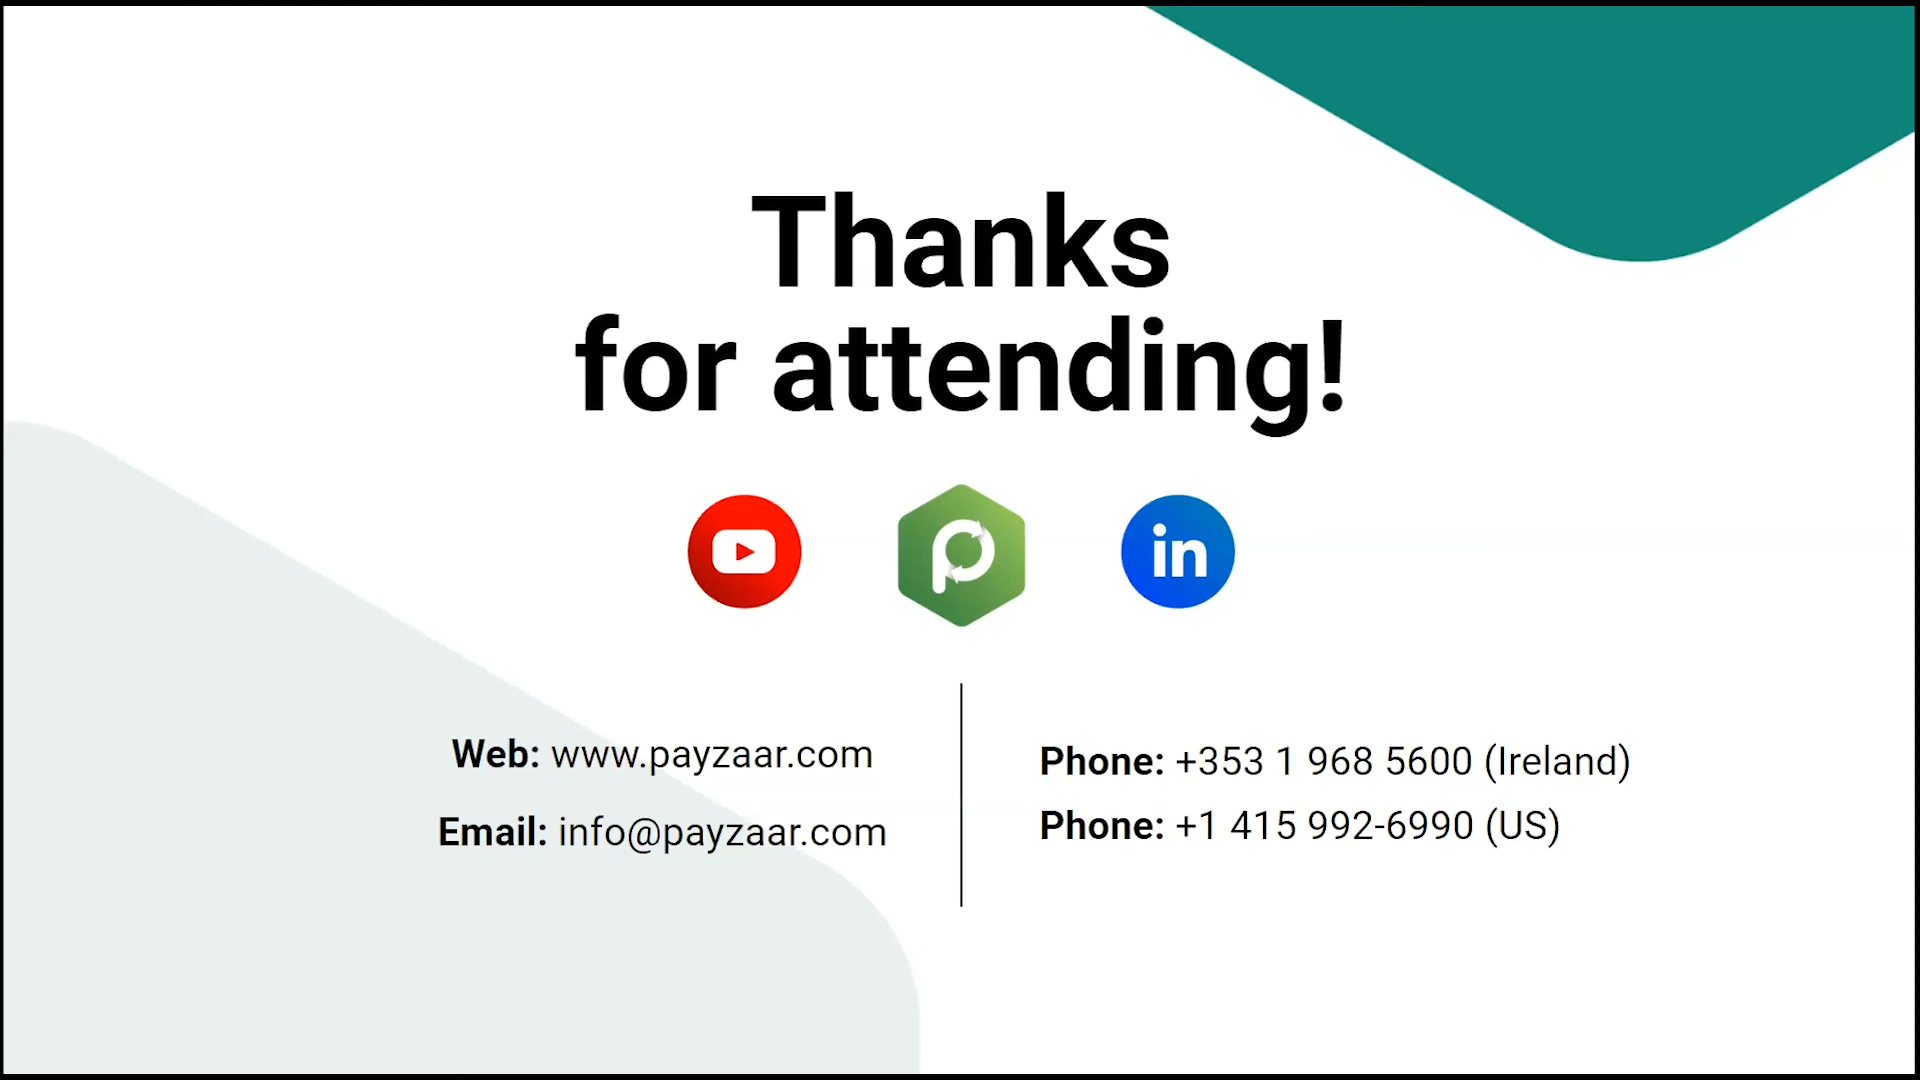 Thanks
for attending!
in
Web: www.payzaar.com
Email: info@payzaar.com
Phone: +353 1 968 5600 (Ireland)
Phone: +1 415 992-6990 (US)